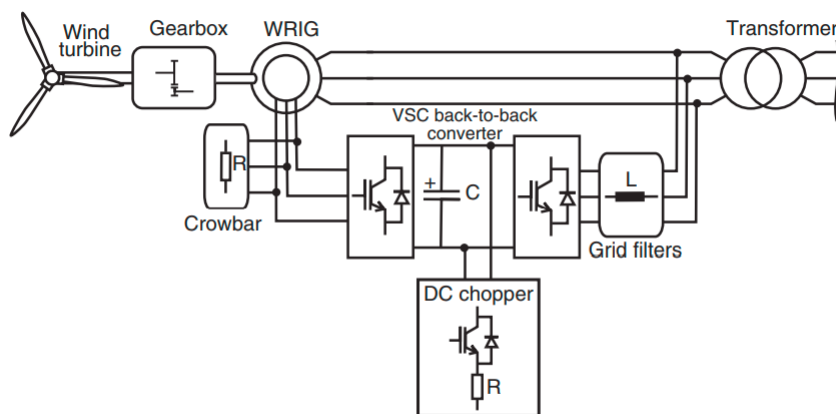 Wind
turbine
Gearbox
WRIG
Transformer
VSC back-to-back
converter
R
Crowbar
+
C
L
Grid filters
DC chopper
R